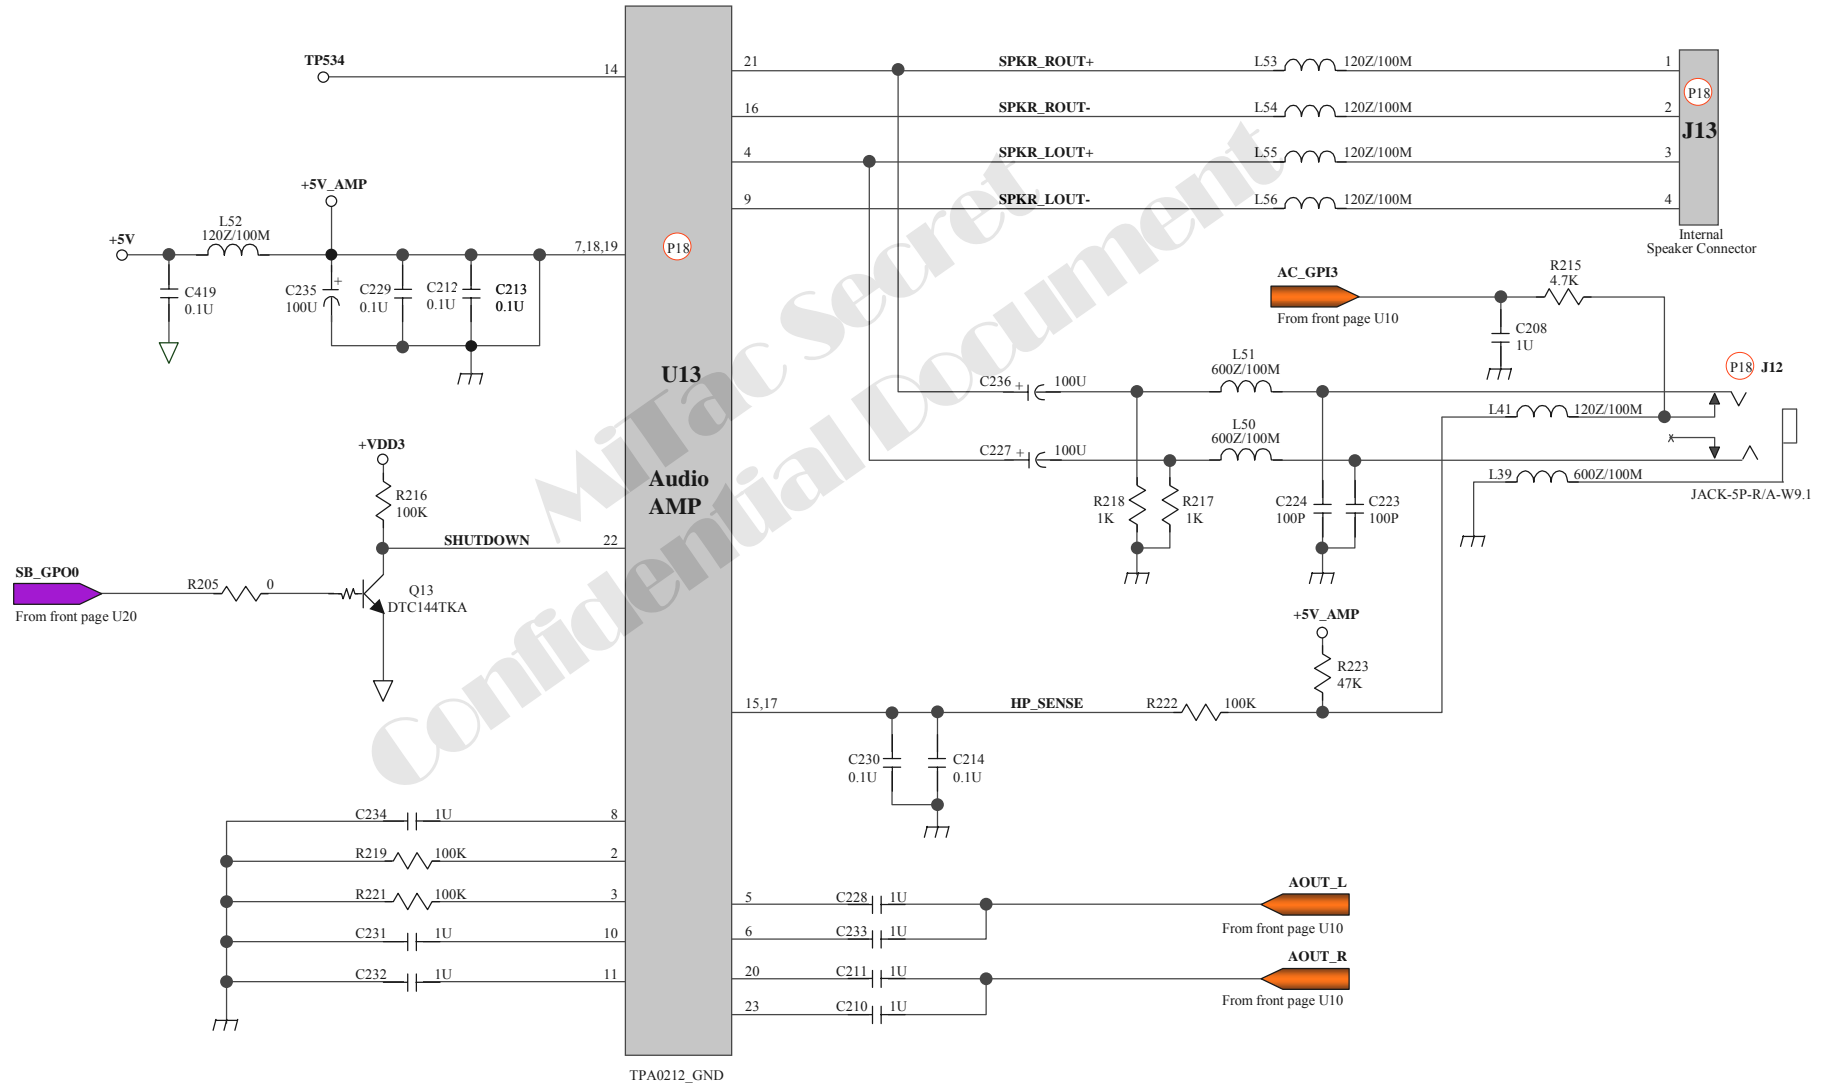 TP534
14
21
SPKR_ROUT+
L53
120Z/100M
1
P18
16
SPKR_ROUT-
L54
120Z/100M
2
J13
4
SPKR_LOUT+
L55
120Z/100M
3
9
SPKR_LOUT-
L56
120Z/100M
4
Internal
Speaker Connector
+5V_AMP
+5V
L52
120Z/100M
7,18,19
P18
C419
0.1U
C235
100U
+
C229
0.1U
C212
0.1U
C213
0.1U
AC_GPI3
From front page U10
R215
4.7K
C208
1U
P18 J12
U13
Audio
AMP
C236
+
100U
L51
600Z/100M
L41
120Z/100M
C227
+
100U
L50
600Z/100M
x
L39
600Z/100M
JACK-5P-R/A-W9.1
R218
1K
R217
1K
C224
100P
C223
100P
+VDD3
R216
100K
SHUTDOWN
22
SB_GPO0
From front page U20
R205
0
Q13
DTC144TKA
+5V_AMP
R223
47K
15,17
HP_SENSE
R222
100K
C230
0.1U
C214
0.1U
C234
1U
8
R219
100K
2
R221
100K
3
C231
1U
10
C232
1U
11
5
C228
1U
AOUT_L
From front page U10
6
C233
1U
20
C211
1U
AOUT_R
From front page U10
23
C210
1U
TPA0212_GND
MiTac Secret
Confidential Document